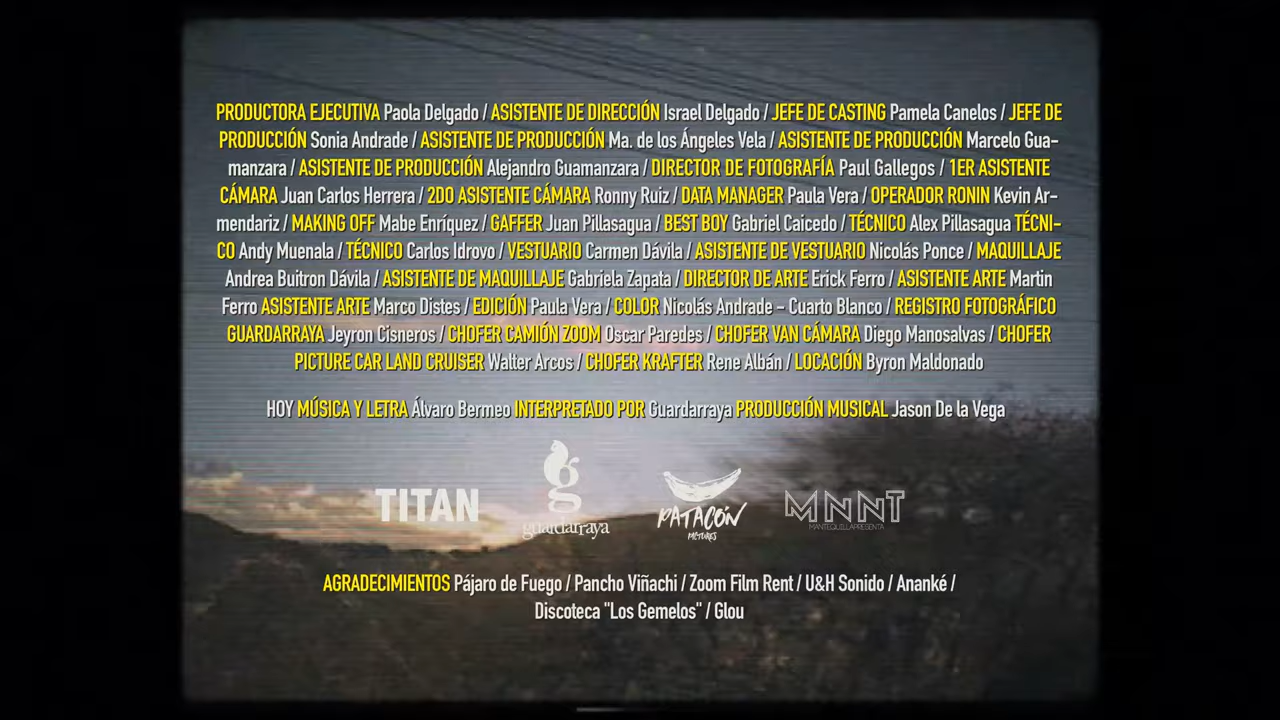 PRODUCTORA EJECUTIVA Paola Delgado / ASISTENTE DE DIRECCIÓN Israel Delgado / JEFE DE CASTING Pamela Canelos / JEFE DE
PRODUCCIÓN Sonia Andrade / ASISTENTE DE PRODUCCIÓN Ma. de los Ángeles Vela / ASISTENTE DE PRODUCCIÓN Marcelo Gua-
manzara / ASISTENTE DE PRODUCCIÓN Alejandro Guamanzara / DIRECTOR DE FOTOGRAFÍA Paul Gallegos / 1ER ASISTENTE
CÁMARA Juan Carlos Herrera / 2DO ASISTENTE CÁMARA Ronny Ruiz / DATA MANAGER Paula Vera / OPERADOR RONIN Kevin Ar-
mendariz / MAKING OFF Mabe Enríquez / GAFFER Juan Pillasagua / BEST BOY Gabriel Caicedo / TÉCNICO Alex Pillasagua TÉCNI-
CO Andy Muenala / TÉCNICO Carlos Idrovo / VESTUARIO Carmen Dávila / ASISTENTE DE VESTUARIO Nicolás Ponce / MAQUILLAJE
Andrea Buitron Dávila / ASISTENTE DE MAQUILLAJE Gabriela Zapata / DIRECTOR DE ARTE Erick Ferro / ASISTENTE ARTE Martin
Ferro ASISTENTE ARTE Marco Distes / EDICIÓN Paula Vera / COLOR Nicolás Andrade - Cuarto Blanco / REGISTRO FOTOGRÁFICO
GUARDARRAYA Jeyron Cisneros / CHOFER CAMIÓN ZOOM Oscar Paredes / CHOFER VAN CÁMARA Diego Manosalvas / CHOFER
PICTURE CAR LAND CRUISER Walter Arcos / CHOFER KRAFTER Rene Albán / LOCACIÓN Byron Maldonado
HOY MÚSICA Y LETRA Álvaro Bermeo INTERPRETADO POR Guardarraya PRODUCCIÓN MUSICAL Jason De la Vega
TITAN
g
guardarraya
PATACÓN
PICTURES
MNNT
MANTEQUILLAPRESENTA
AGRADECIMIENTOS Pájaro de Fuego / Pancho Viñachi / Zoom Film Rent / U&H Sonido / Ananké /
Discoteca "Los Gemelos" / Glou